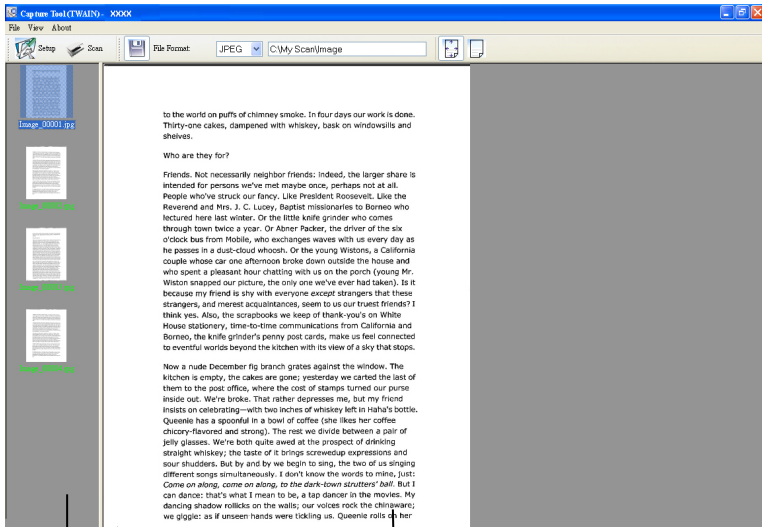 Capture Tool(TWAIN) - XXXX
File View About
Setup Scan File Format: JPEG C:\My Scan\Image
Image_00001.jpg
to the world on puffs of chimney smoke. In four days our work is done.
Thirty-one cakes, dampened with whiskey, bask on windowsills and
shelves.
Who are they for?
Friends. Not necessarily neighbor friends: indeed, the larger share is
intended for persons we've met maybe once, perhaps not at all.
People who've struck our fancy. Like President Roosevelt. Like the
Reverend and Mrs. J. C. Lucey, Baptist missionaries to Borneo who
lectured here last winter. Or the little knife grinder who comes
through town twice a year. Or Abner Packer, the driver of the six
o'clock bus from Mobile, who exchanges waves with us every day as
he passes in a dust-cloud whoosh. Or the young Wistons, a California
couple whose car one afternoon broke down outside the house and
who spent a pleasant hour chatting with us on the porch (young Mr.
Wiston snapped our picture, the only one we've ever had taken). Is it
because my friend is shy with everyone except strangers that these
strangers, and merest acquaintances, seem to us our truest friends? I
think yes. Also, the scrapbooks we keep of thank-you's on White
House stationery, time-to-time communications from California and
Borneo, the knife grinder's penny post cards, make us feel connected
to eventful worlds beyond the kitchen with its view of a sky that stops.
Now a nude December fig branch grates against the window. The
kitchen is empty, the cakes are gone; yesterday we carted the last of
them to the post office, where the cost of stamps turned our purse
inside out. We're broke. That rather depresses me, but my friend
insists on celebrating—with two inches of whiskey left in Haha's bottle.
Queenie has a spoonful in a bowl of coffee (she likes her coffee
chicory-flavored and strong). The rest we divide between a pair of
jelly glasses. We're both quite awed at the prospect of drinking
straight whiskey; the taste of it brings screwedup expressions and
sour shudders. But by and by we begin to sing, the two of us singing
different songs simultaneously. I don't know the words to mine, just:
Come on along, come on along, to the dark-town strutters' ball. But I
can dance: that's what I mean to be, a tap dancer in the movies. My
dancing shadow rollicks on the walls; our voices rock the chinaware;
we giggle: as if unseen hands were tickling us. Queenie rolls on her